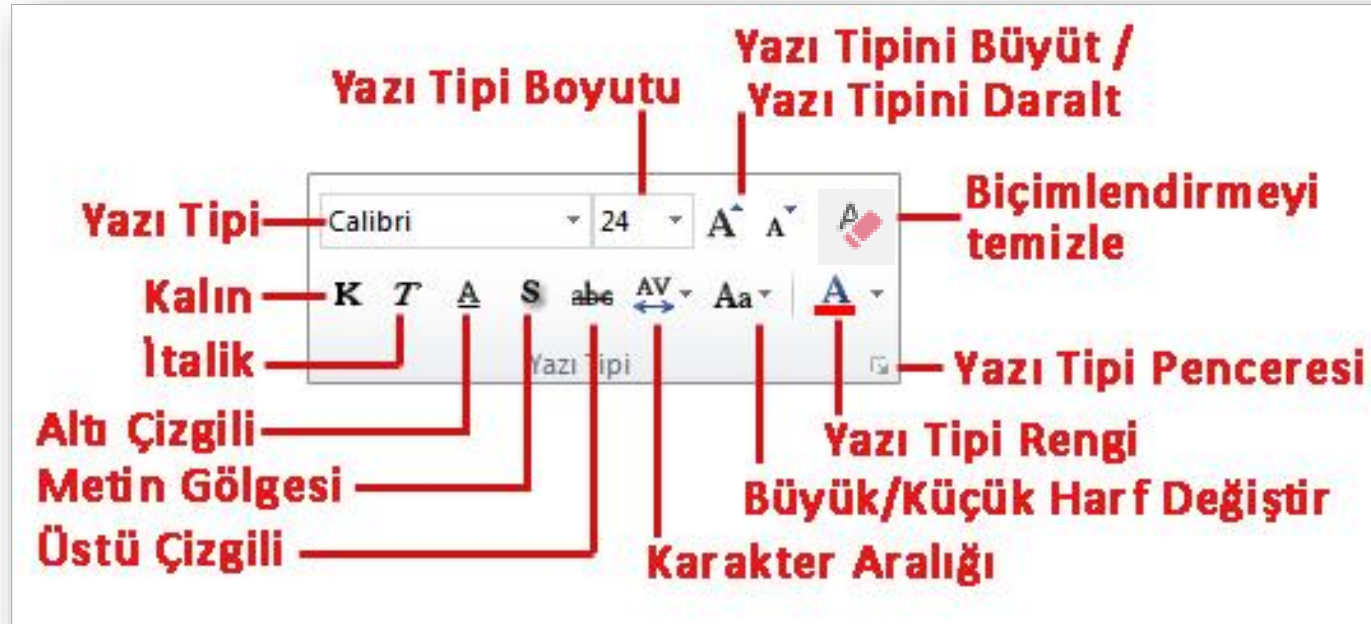 Yazı Tipini Büyüt /
Yazı Tipini Daralt
Yazı Tipi Boyutu
Biçimlendirmeyi
temizle
Yazı Tipi
Calibri 24 A A A
Kalın
K T A S abc AV Aa A
İtalik
Yazı Tipi
Yazı Tipi Penceresi
Altı Çizgili
Yazı Tipi Rengi
Metin Gölgesi
Büyük/Küçük Harf Değiştir
Üstü Çizgili
Karakter Aralığı